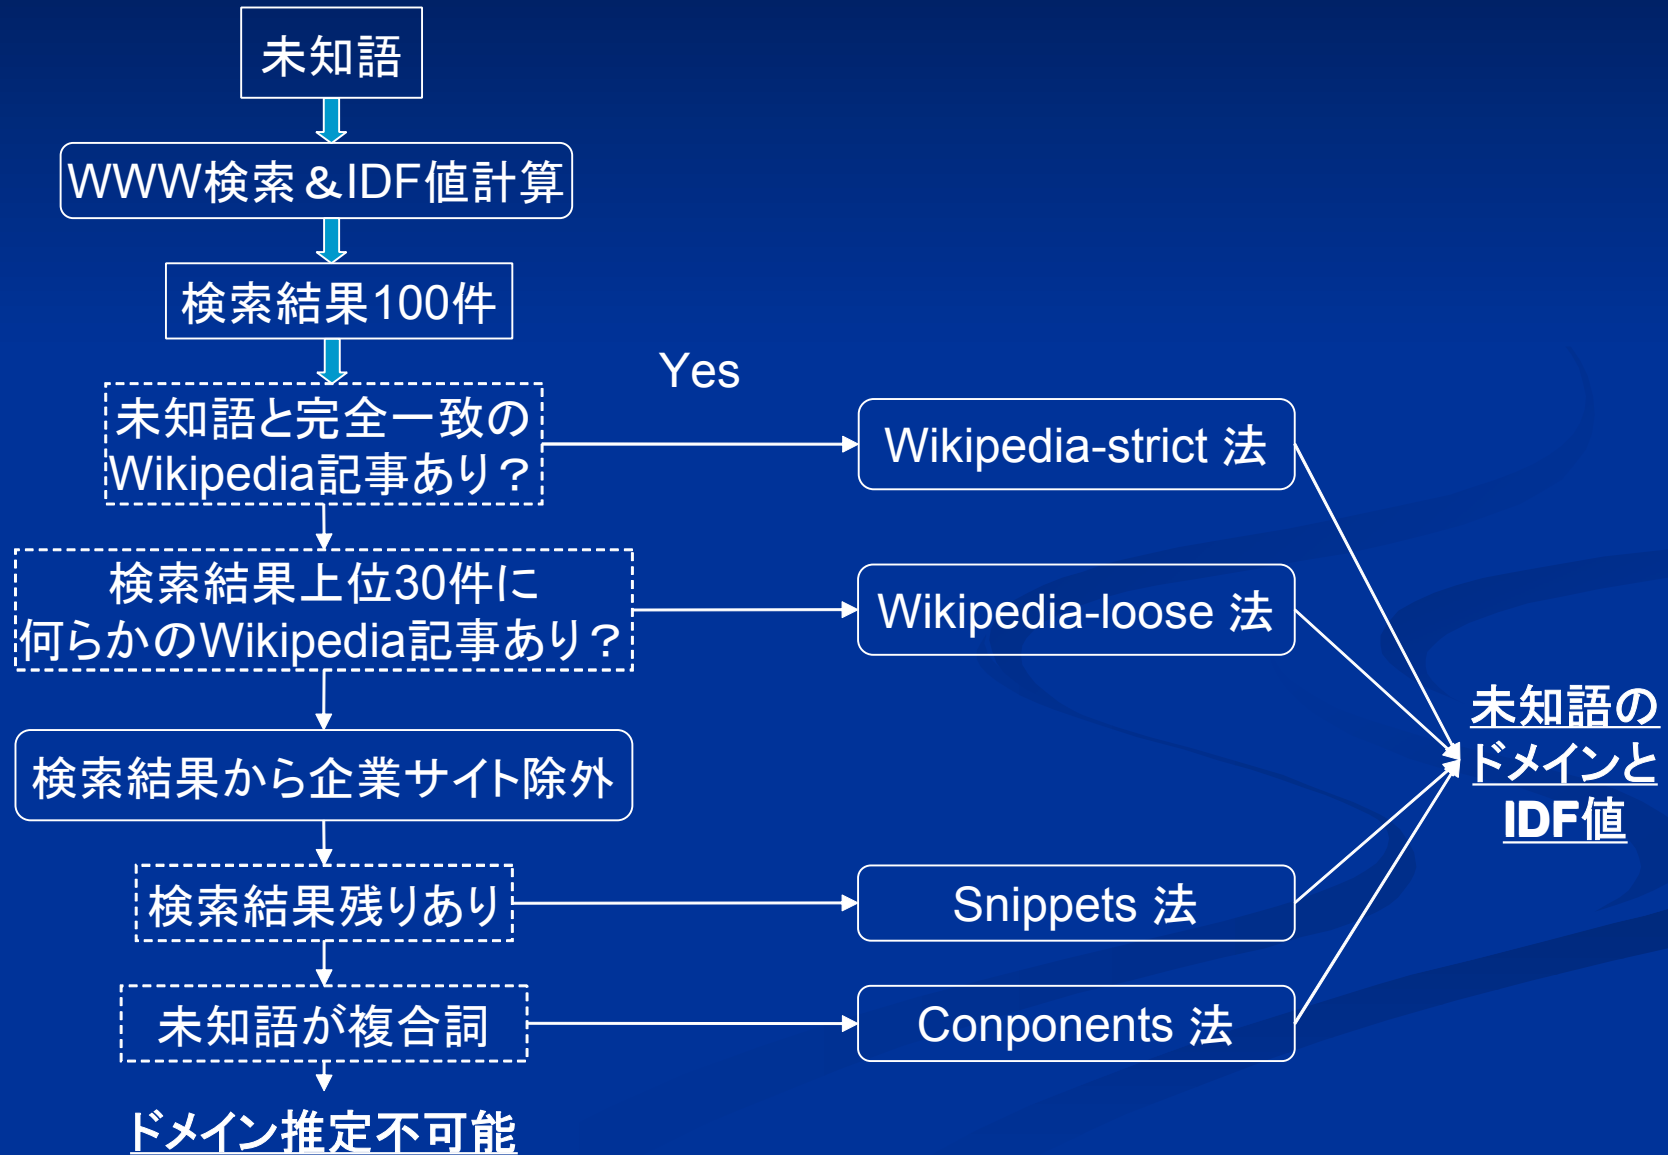 未知語
WWW検索＆IDF値計算
検索結果100件
Yes
未知語と完全一致の
Wikipedia記事あり？
Wikipedia-strict 法
検索結果上位30件に
何らかのWikipedia記事あり？
Wikipedia-loose 法
未知語の
ドメインと
IDF値
検索結果から企業サイト除外
検索結果残りあり
Snippets 法
未知語が複合詞
Conponents 法
ドメイン推定不可能